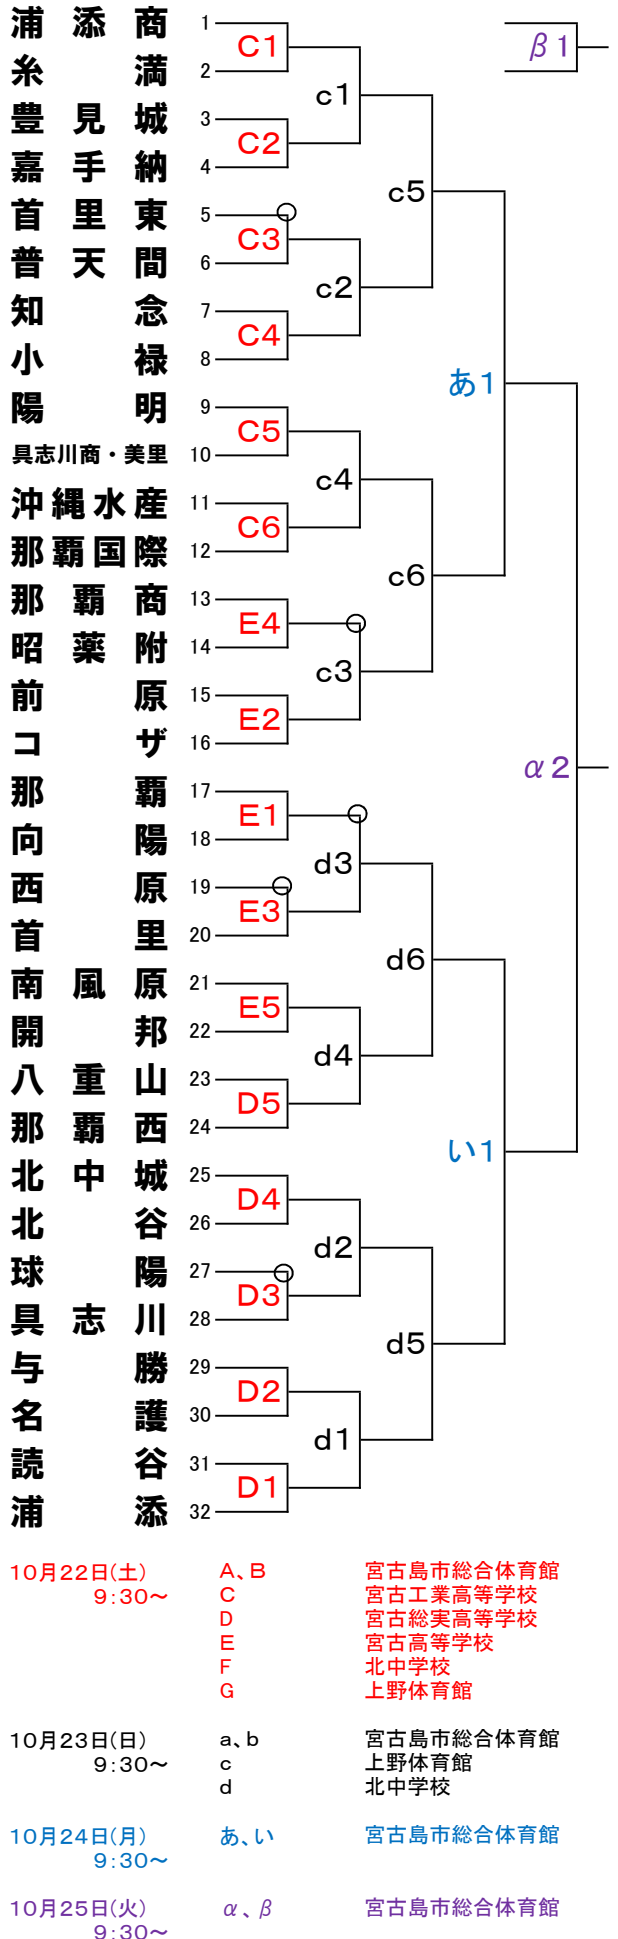 浦添商 1
C1
β1
糸満 2
c1
豊見城 3
C2
嘉手納 4
c5
首里東 5
C3
普天間 6
c2
知念 7
C4
小禄 8
あ1
陽明 9
C5
具志川商・美里 10
c4
沖縄水産 11
C6
那覇国際 12
c6
那覇商 13
E4
昭薬附 14
c3
前原 15
E2
コザ 16
α2
那覇 17
E1
向陽 18
d3
西原 19
E3
首里 20
d6
南風原 21
E5
開邦 22
d4
八重山 23
D5
那覇西 24
い1
北中城 25
D4
北谷 26
d2
球陽 27
D3
具志川 28
d5
与勝 29
D2
名護 30
d1
読谷 31
D1
浦添 32
10月22日(土) A、B 宮古島市総合体育館
9:30～ C 宮古工業高等学校
D 宮古総実高等学校
E 宮古高等学校
F 北中学校
G 上野体育館
10月23日(日) a、b 宮古島市総合体育館
9:30～ c 上野体育館
d 北中学校
10月24日(月) あ、い 宮古島市総合体育館
9:30～
10月25日(火) α、β 宮古島市総合体育館
9:30～